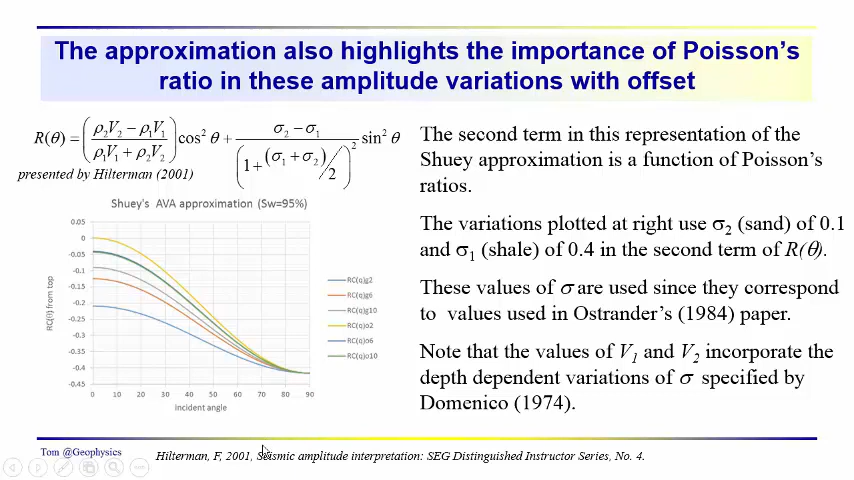 The approximation also highlights the importance of Poisson's
ratio in these amplitude variations with offset
R(θ) = ((ρ₂V₂ − ρ₁V₁) / (ρ₁V₁ + ρ₂V₂)) cos² θ + (σ₂ − σ₁) / (1 + (σ₁ + σ₂)/2)² sin² θ
presented by Hilterman (2001)
Shuey's AVA approximation (Sw=95%)
0.05
0
-0.05
-0.1
-0.15
-0.2
-0.25
-0.3
-0.35
-0.4
-0.45
RC(θ) from top
0 10 20 30 40 50 60 70 80 90
Incident angle
RC(q)g2
RC(q)g6
RC(q)g10
RC(q)o2
RC(q)o6
RC(q)o10
The second term in this representation of the
Shuey approximation is a function of Poisson's
ratios.
The variations plotted at right use σ₂ (sand) of 0.1
and σ₁ (shale) of 0.4 in the second term of R(θ).
These values of σ are used since they correspond
to values used in Ostrander's (1984) paper.
Note that the values of V₁ and V₂ incorporate the
depth dependent variations of σ specified by
Domenico (1974).
Tom @Geophysics
Hilterman, F, 2001, Seismic amplitude interpretation: SEG Distinguished Instructor Series, No. 4.